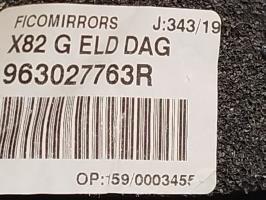 FICOMIRRORS J:343/19
X82 G ELD DAG
963027763R
OP:159/0003455